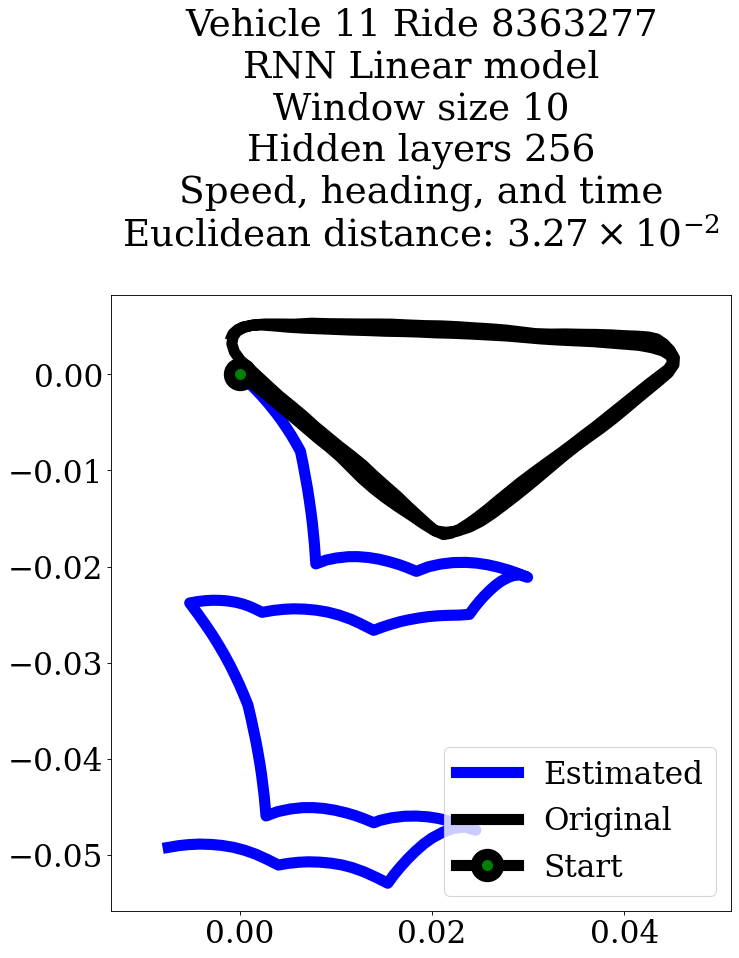 Vehicle 11 Ride 8363277
RNN Linear model
Window size 10
Hidden layers 256
Speed, heading, and time
Euclidean distance: 3.27 × 10⁻²
0.00
−0.01
−0.02
−0.03
−0.04
−0.05
Estimated
Original
Start
0.00 0.02 0.04